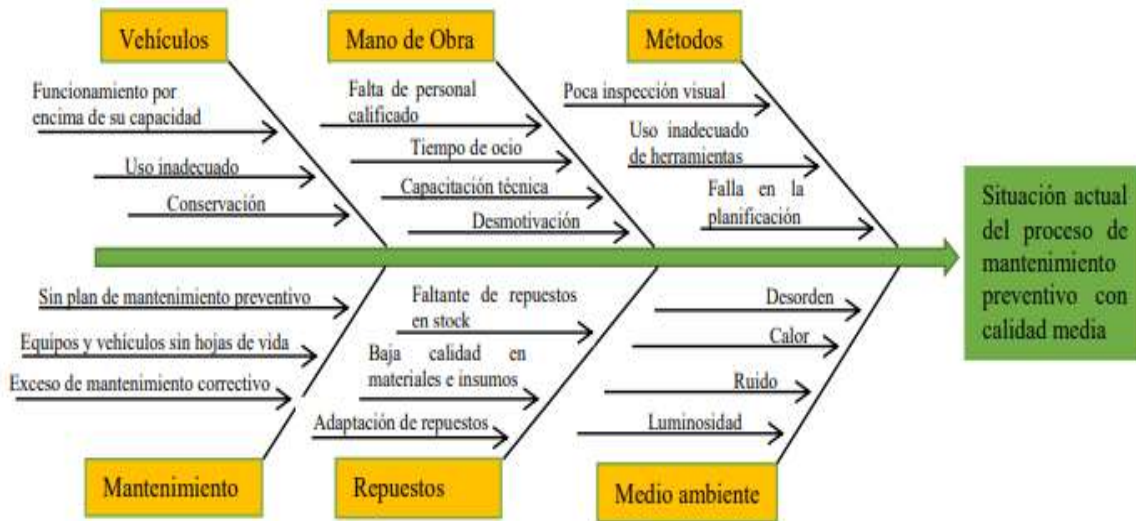 Vehículos
Mano de Obra
Métodos
Funcionamiento por
encima de su capacidad
Uso inadecuado
Conservación
Falta de personal
calificado
Tiempo de ocio
Capacitación técnica
Desmotivación
Poca inspección visual
Uso inadecuado
de herramientas
Falla en la
planificación
Situación actual
del proceso de
mantenimiento
preventivo con
calidad media
Sin plan de mantenimiento preventivo
Equipos y vehículos sin hojas de vida
Exceso de mantenimiento correctivo
Faltante de repuestos
en stock
Baja calidad en
materiales e insumos
Adaptación de repuestos
Desorden
Calor
Ruido
Luminosidad
Mantenimiento
Repuestos
Medio ambiente